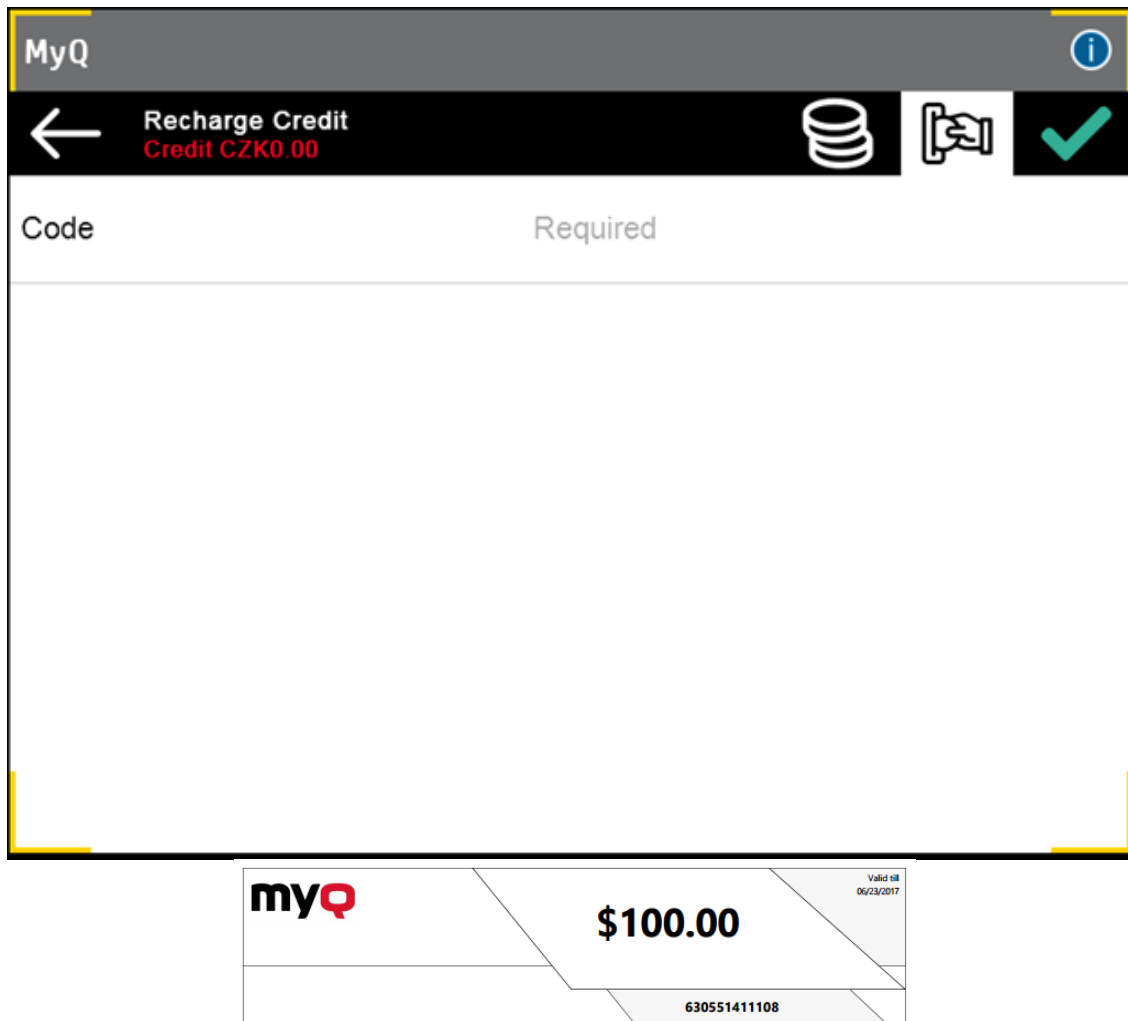 MyQ
Recharge Credit
Credit CZK0.00
Code Required
myQ
Valid till
06/23/2017
$100.00
630551411108